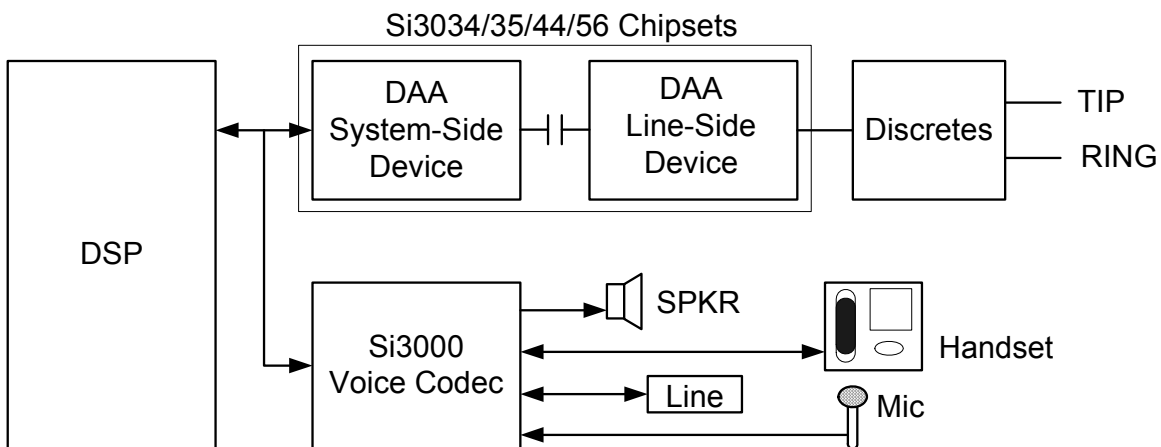 Si3034/35/44/56 Chipsets
DSP
DAA
System-Side
Device
DAA
Line-Side
Device
Discretes
TIP
RING
Si3000
Voice Codec
SPKR
Handset
Line
Mic